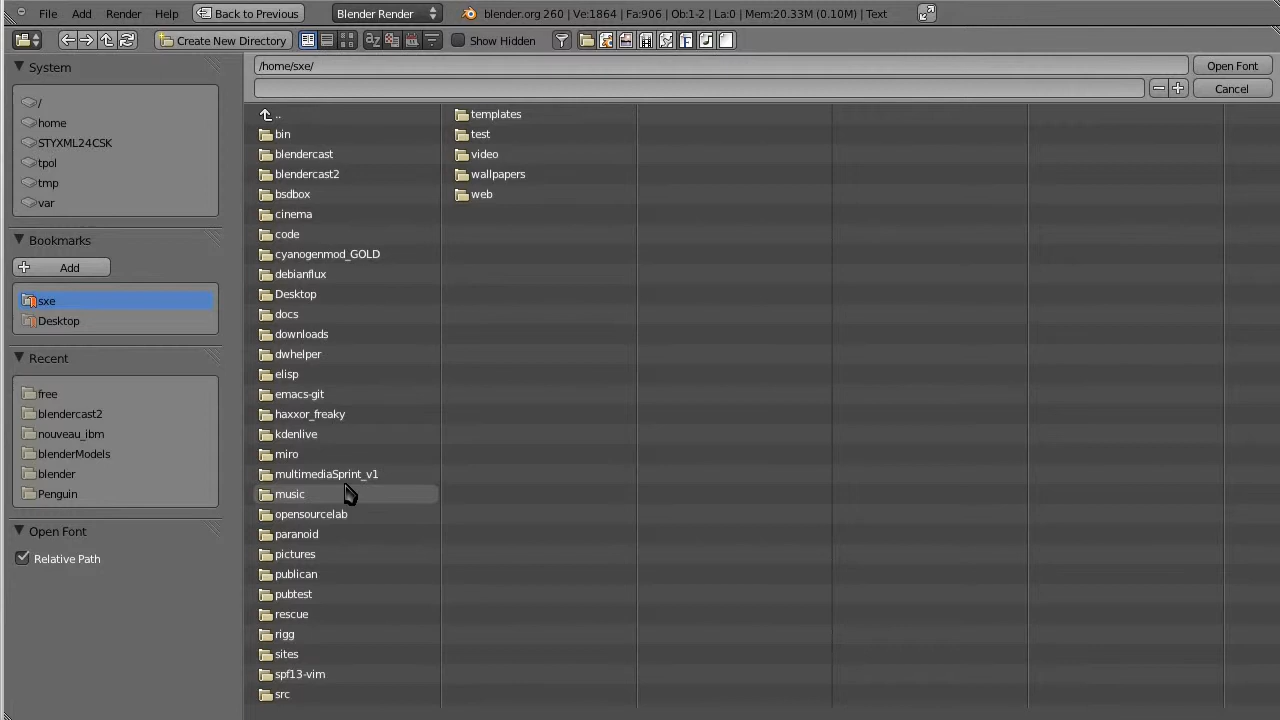 File Add Render Help Back to Previous Blender Render blender.org 260 | Ve:1864 | Fa:906 | Ob:1-2 | La:0 | Mem:20.33M (0.10M) | Text
Create New Directory Show Hidden
System
/
home
STYXML24CSK
tpol
tmp
var
Bookmarks
Add
sxe
Desktop
Recent
free
blendercast2
nouveau_ibm
blenderModels
blender
Penguin
Open Font
Relative Path
/home/sxe/ Open Font
Cancel
..
bin
blendercast
blendercast2
bsdbox
cinema
code
cyanogenmod_GOLD
debianflux
Desktop
docs
downloads
dwhelper
elisp
emacs-git
haxxor_freaky
kdenlive
miro
multimediaSprint_v1
music
opensourcelab
paranoid
pictures
publican
pubtest
rescue
rigg
sites
spf13-vim
src
templates
test
video
wallpapers
web